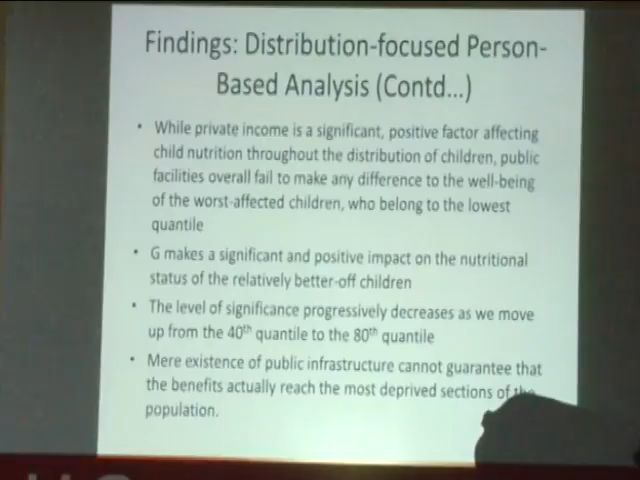 Findings: Distribution-focused Person-
Based Analysis (Contd...)
• While private income is a significant, positive factor affecting
child nutrition throughout the distribution of children, public
facilities overall fail to make any difference to the well-being
of the worst-affected children, who belong to the lowest
quantile
• G makes a significant and positive impact on the nutritional
status of the relatively better-off children
• The level of significance progressively decreases as we move
up from the 40th quantile to the 80th quantile
• Mere existence of public infrastructure cannot guarantee that
the benefits actually reach the most deprived sections of the
population.